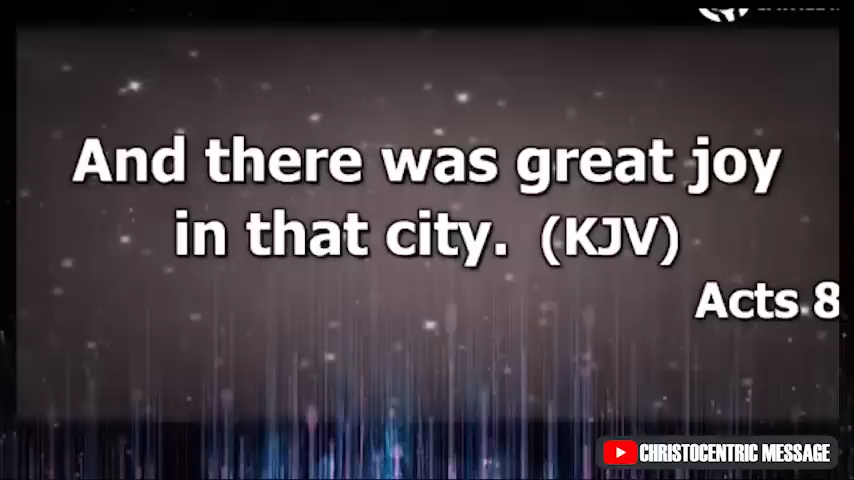 And there was great joy
in that city. (KJV)
Acts 8
CHRISTOCENTRIC MESSAGE